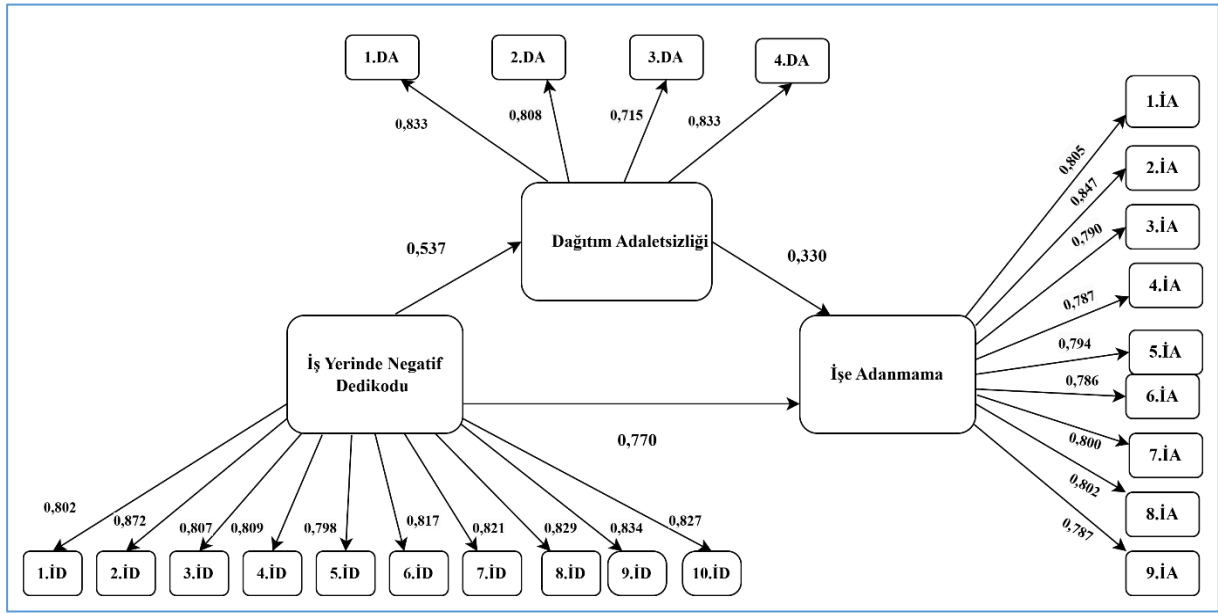 1.DA
2.DA
3.DA
4.DA
0,833
0,808
0,715
0,833
Dağıtım Adaletsizliği
0,537
0,330
İş Yerinde Negatif
Dedikodu
İşe Adanmama
0,770
0,805
0,847
0,790
0,787
0,794
0,786
0,800
0,802
0,787
1.İA
2.İA
3.İA
4.İA
5.İA
6.İA
7.İA
8.İA
9.İA
0,802
0,872
0,807
0,809
0,798
0,817
0,821
0,829
0,834
0,827
1.İD
2.İD
3.İD
4.İD
5.İD
6.İD
7.İD
8.İD
9.İD
10.İD